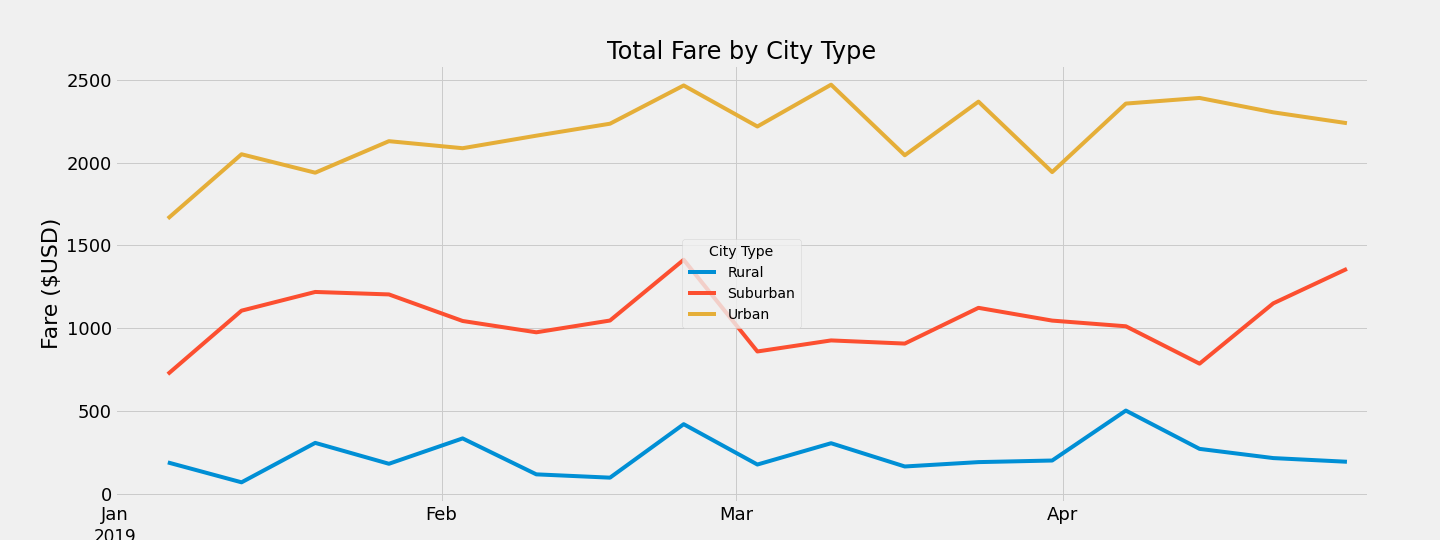 Total Fare by City Type
Fare ($USD)
2500
2000
1500
1000
500
0
City Type
Rural
Suburban
Urban
Jan Feb Mar Apr
2019